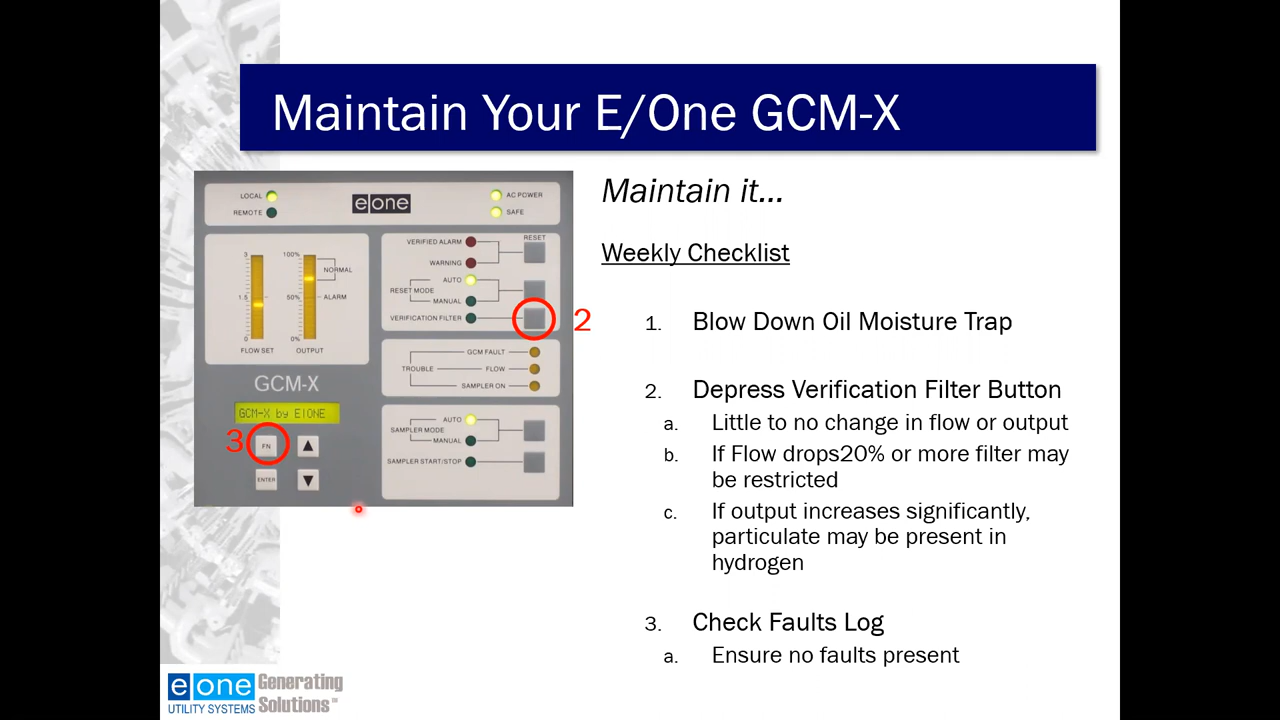 Maintain Your E/One GCM-X
Maintain it...
Weekly Checklist
1. Blow Down Oil Moisture Trap
2. Depress Verification Filter Button
a. Little to no change in flow or output
b. If Flow drops20% or more filter may
be restricted
c. If output increases significantly,
particulate may be present in
hydrogen
3. Check Faults Log
a. Ensure no faults present
LOCAL
REMOTE
e|one
AC POWER
SAFE
3
1.5
0
FLOW SET
100%
50%
0%
OUTPUT
NORMAL
ALARM
VERIFIED ALARM
WARNING
RESET
AUTO
RESET MODE
MANUAL
VERIFICATION FILTER
2
GCM FAULT
TROUBLE
FLOW
SAMPLER ON
AUTO
SAMPLER MODE
MANUAL
SAMPLER START/STOP
GCM-X
GCM-X by E|ONE
3
FN
ENTER
e one
UTILITY SYSTEMS
Generating
Solutions℠